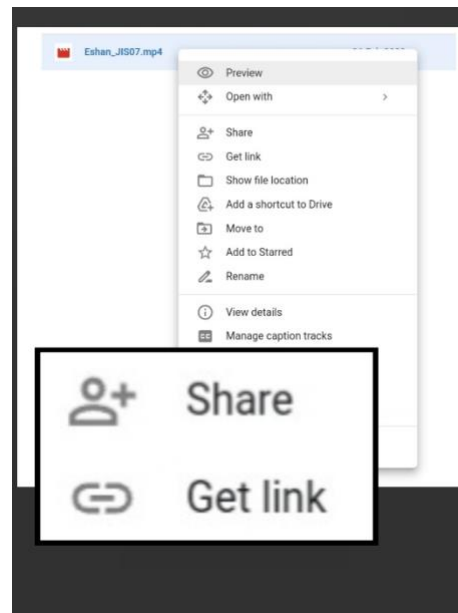 Eshan_JIS07.mp4
Preview
Open with
Share
Get link
Show file location
Add a shortcut to Drive
Move to
Add to Starred
Rename
View details
CC Manage caption tracks
Share
Get link